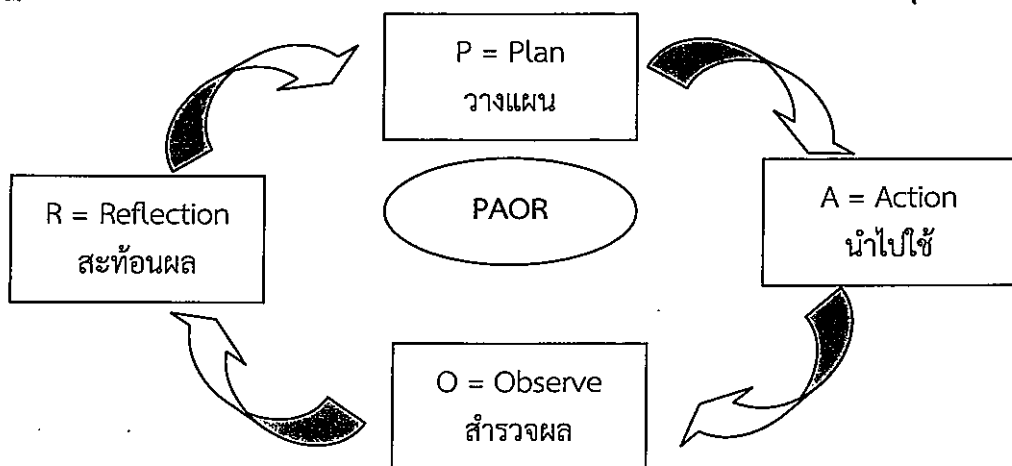 P = Plan
วางแผน
A = Action
นำไปใช้
PAOR
R = Reflection
สะท้อนผล
O = Observe
สำรวจผล